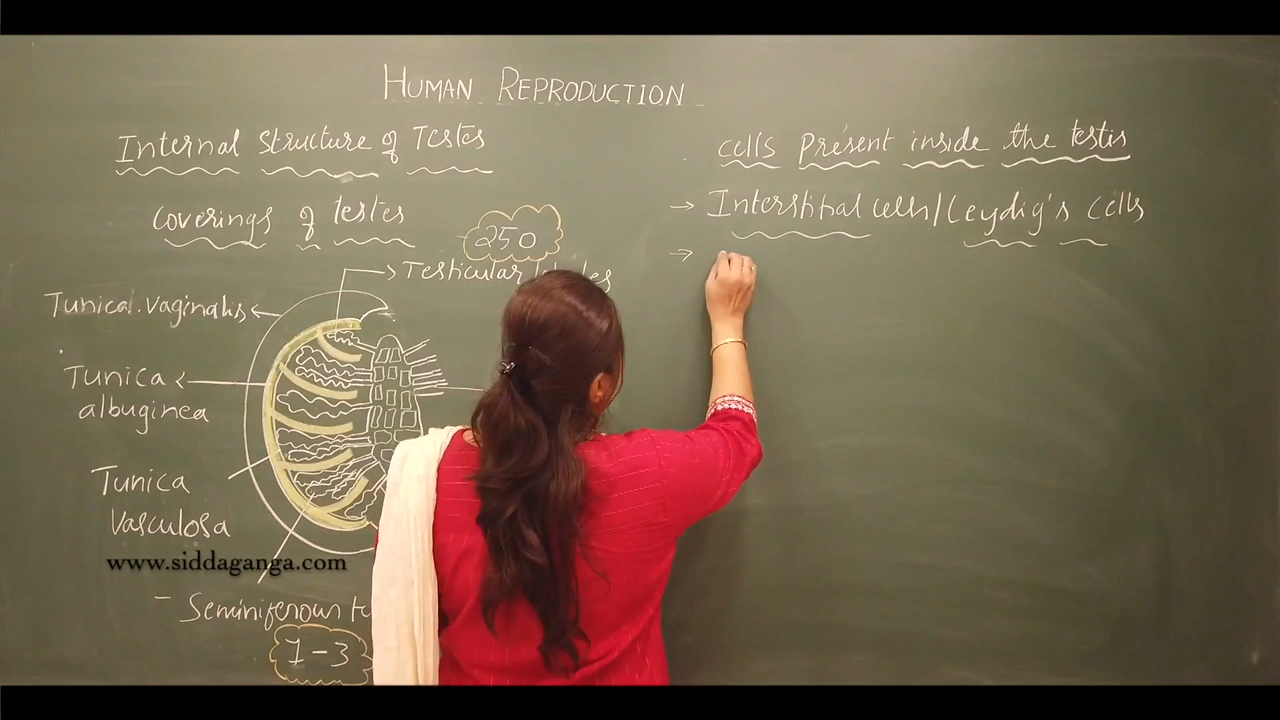 HUMAN REPRODUCTION
Internal structure of Testes
coverings of testes
250
Testicular
Tunical vaginalis
Tunica
albuginea
Tunica
Vasculosa
www.siddaganga.com
- Seminiferous
1-3
cells Present inside the testis
→ Interstitial cells/Leydig's cells
→